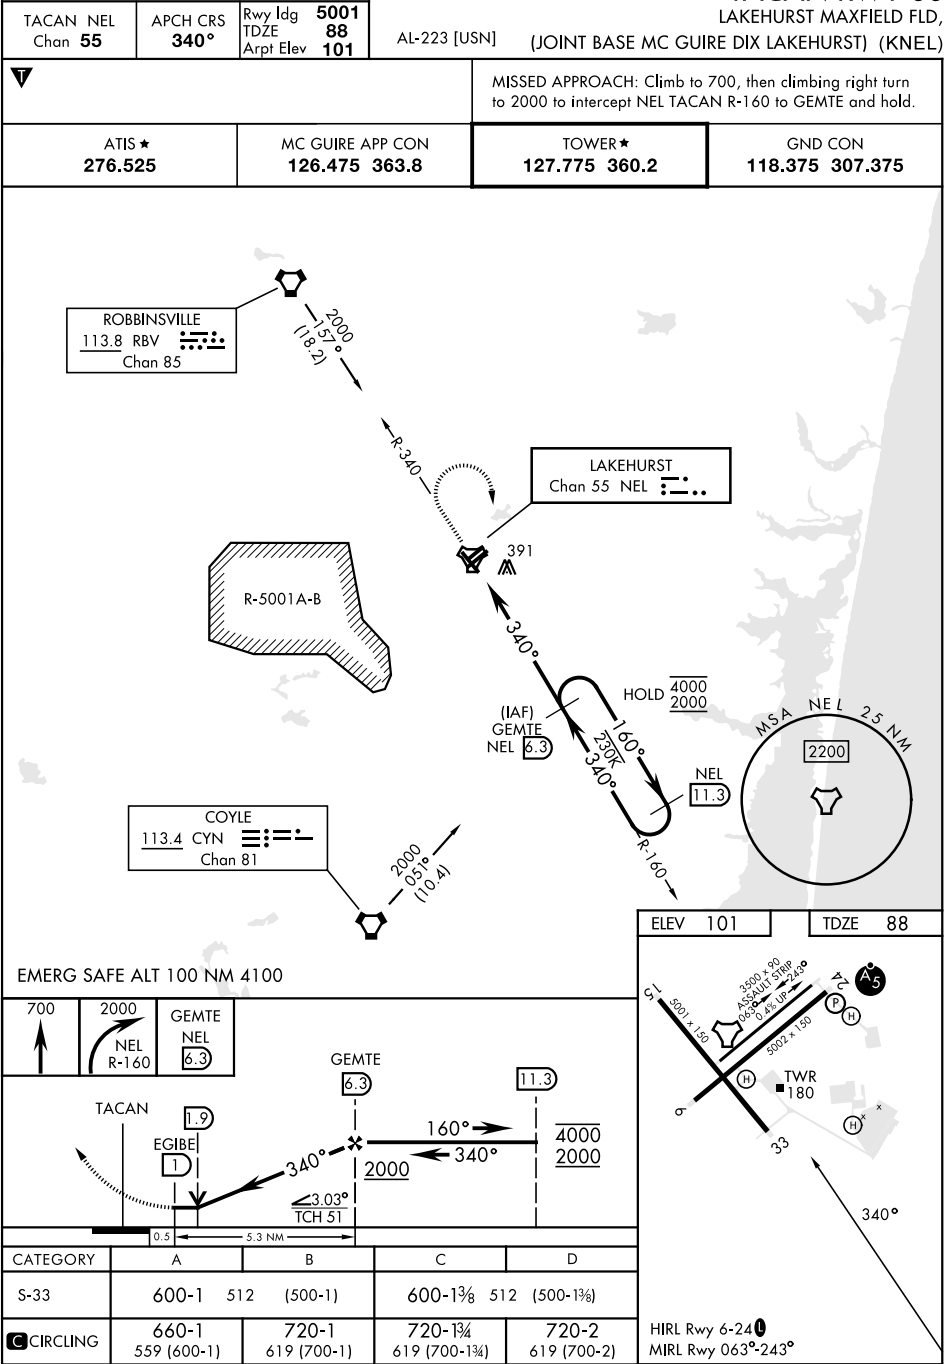 TACAN NEL
Chan 55
APCH CRS
340°
Rwy ldg 5001
TDZE 88
Arpt Elev 101
AL-223 [USN]
LAKEHURST MAXFIELD FLD,
(JOINT BASE MC GUIRE DIX LAKEHURST) (KNEL)
T
MISSED APPROACH: Climb to 700, then climbing right turn
to 2000 to intercept NEL TACAN R-160 to GEMTE and hold.
ATIS ★
276.525
MC GUIRE APP CON
126.475 363.8
TOWER ★
127.775 360.2
GND CON
118.375 307.375
ROBBINSVILLE
113.8 RBV
Chan 85
2000
157°
(18.2)
R-340
LAKEHURST
Chan 55 NEL
391
R-5001A-B
340°
HOLD 4000
2000
(IAF)
GEMTE
NEL 6.3
160°
230K
340°
NEL
11.3
R-160
MSA NEL 25 NM
2200
COYLE
113.4 CYN
Chan 81
2000
051°
(10.4)
EMERG SAFE ALT 100 NM 4100
ELEV 101
TDZE 88
3500 x 90
ASSAULT STRIP
063° 243°
0.4% UP
5001 x 150
5002 x 150
15
24
A5
P
H
H
TWR
180
H
x
x
6
33
340°
HIRL Rwy 6-24 L
MIRL Rwy 063°-243°
700
2000
NEL
R-160
GEMTE
NEL
6.3
TACAN
EGIBE
1
1.9
GEMTE
6.3
11.3
160°
340°
340°
4000
2000
2000
3.03°
TCH 51
0.5
5.3 NM
CATEGORY A B C D
S-33 600-1 512 (500-1) 600-1⅜ 512 (500-1⅜)
C CIRCLING 660-1 720-1 720-1¾ 720-2
559 (600-1) 619 (700-1) 619 (700-1¾) 619 (700-2)